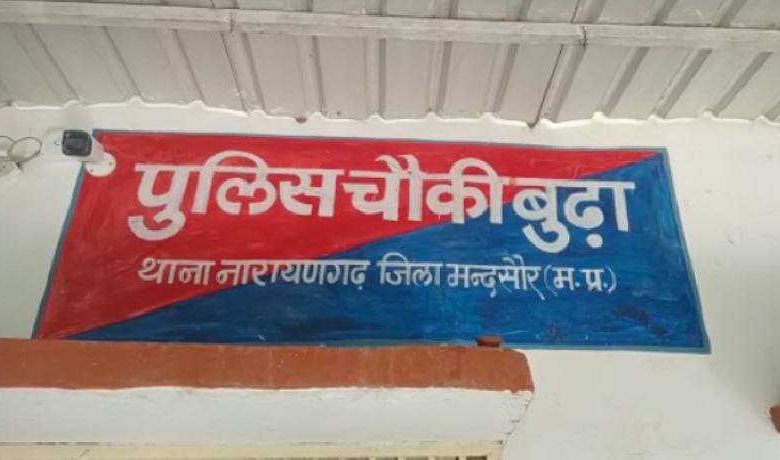 पुलिस चौकी बुढ़ा
थाना नारायणगढ़ जिला मन्दसौर (म.प्र.)